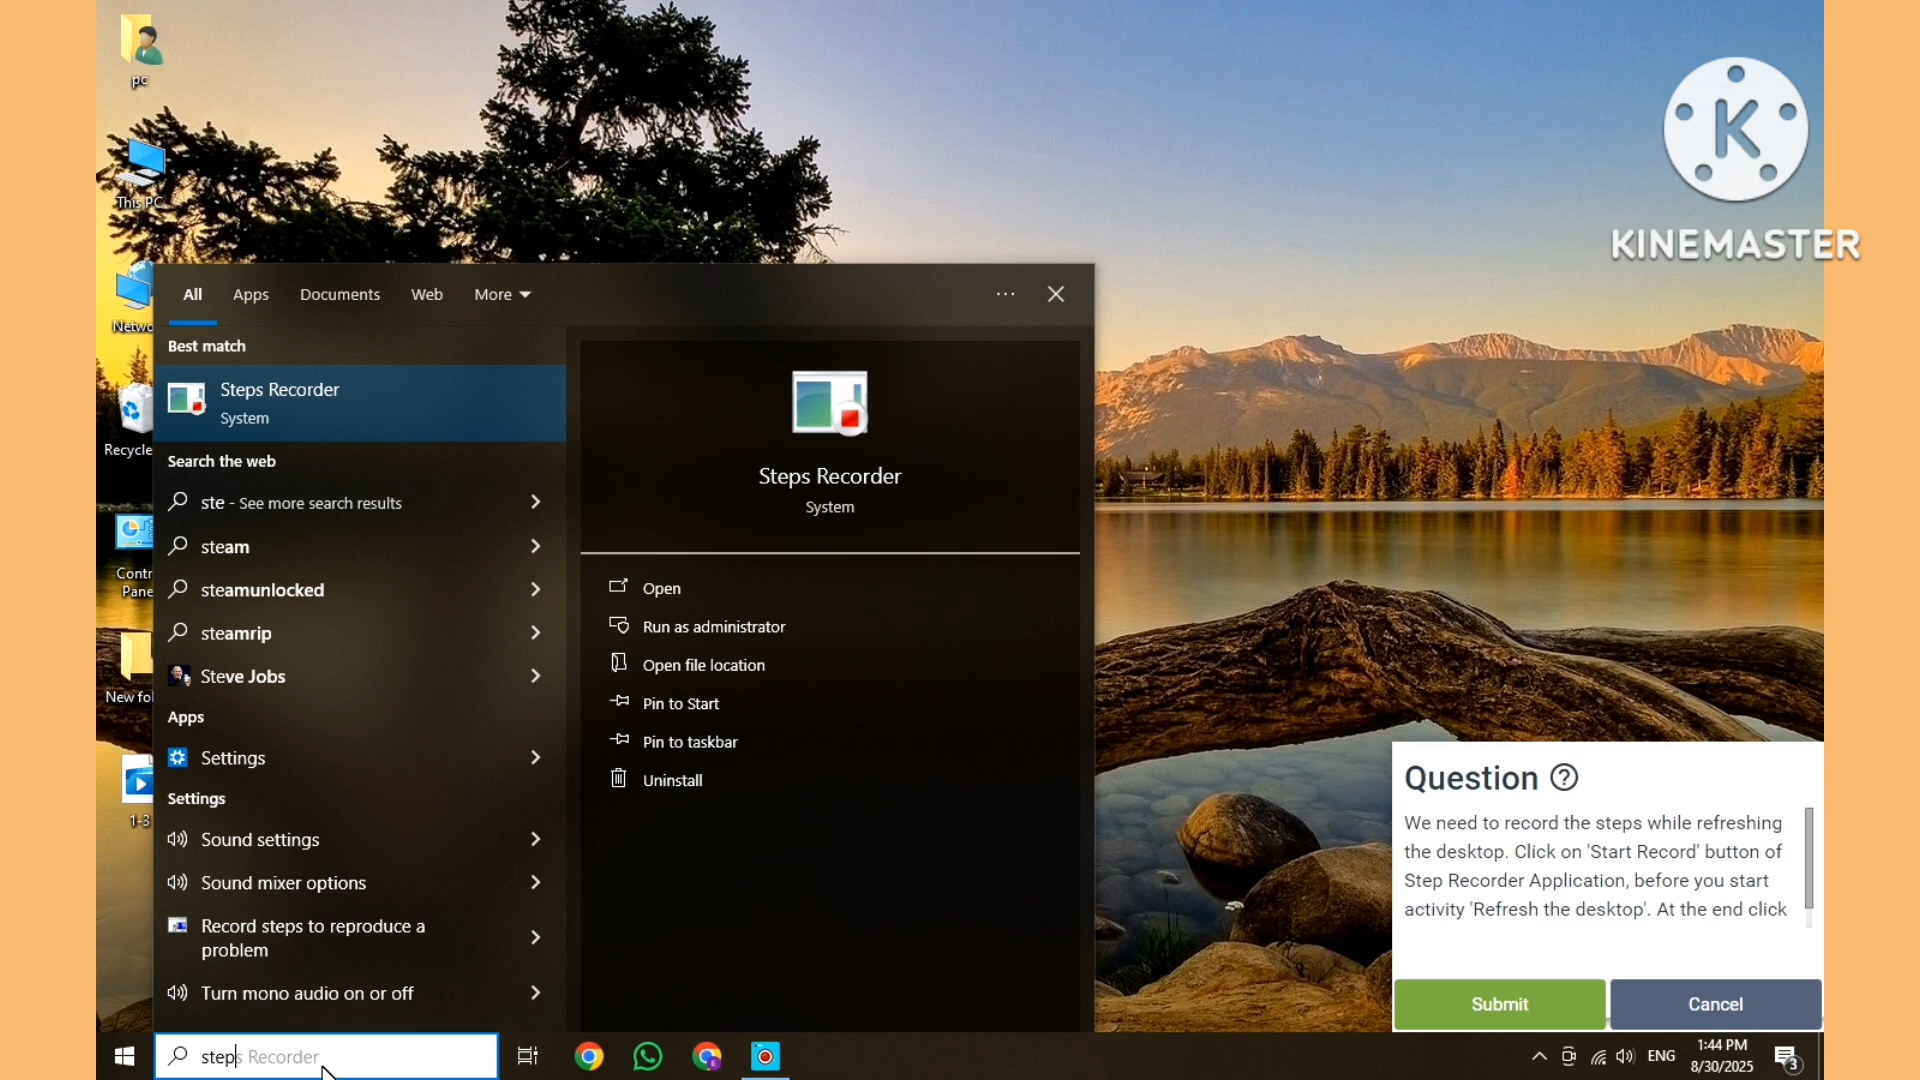 pc
This PC
Netwo
Recycle
Contr
Pane
New fol
1-3
K
KINEMASTER
All
Apps
Documents
Web
More
Best match
Steps Recorder
System
Search the web
ste - See more search results
steam
steamunlocked
steamrip
Steve Jobs
Apps
Settings
Settings
Sound settings
Sound mixer options
Record steps to reproduce a
problem
Turn mono audio on or off
Steps Recorder
System
Open
Run as administrator
Open file location
Pin to Start
Pin to taskbar
Uninstall
Question
We need to record the steps while refreshing
the desktop. Click on 'Start Record' button of
Step Recorder Application, before you start
activity 'Refresh the desktop'. At the end click
Submit
Cancel
steps Recorder
ENG
1:44 PM
8/30/2025
3